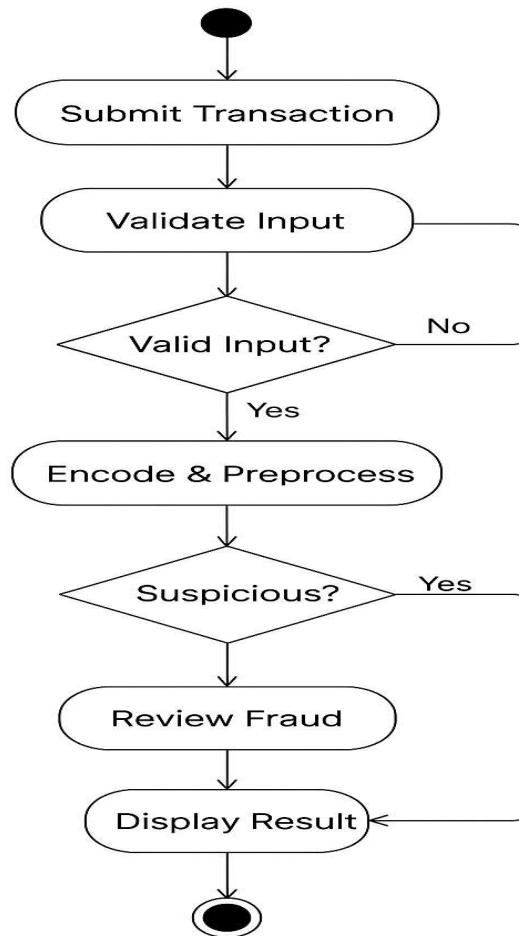 Submit Transaction
Validate Input
Valid Input?
No
Yes
Encode & Preprocess
Suspicious?
Yes
Review Fraud
Display Result